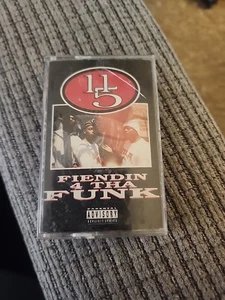 11
5
FIENDIN
4 THA
FUNK
PARENTAL
ADVISORY
EXPLICIT LYRICS